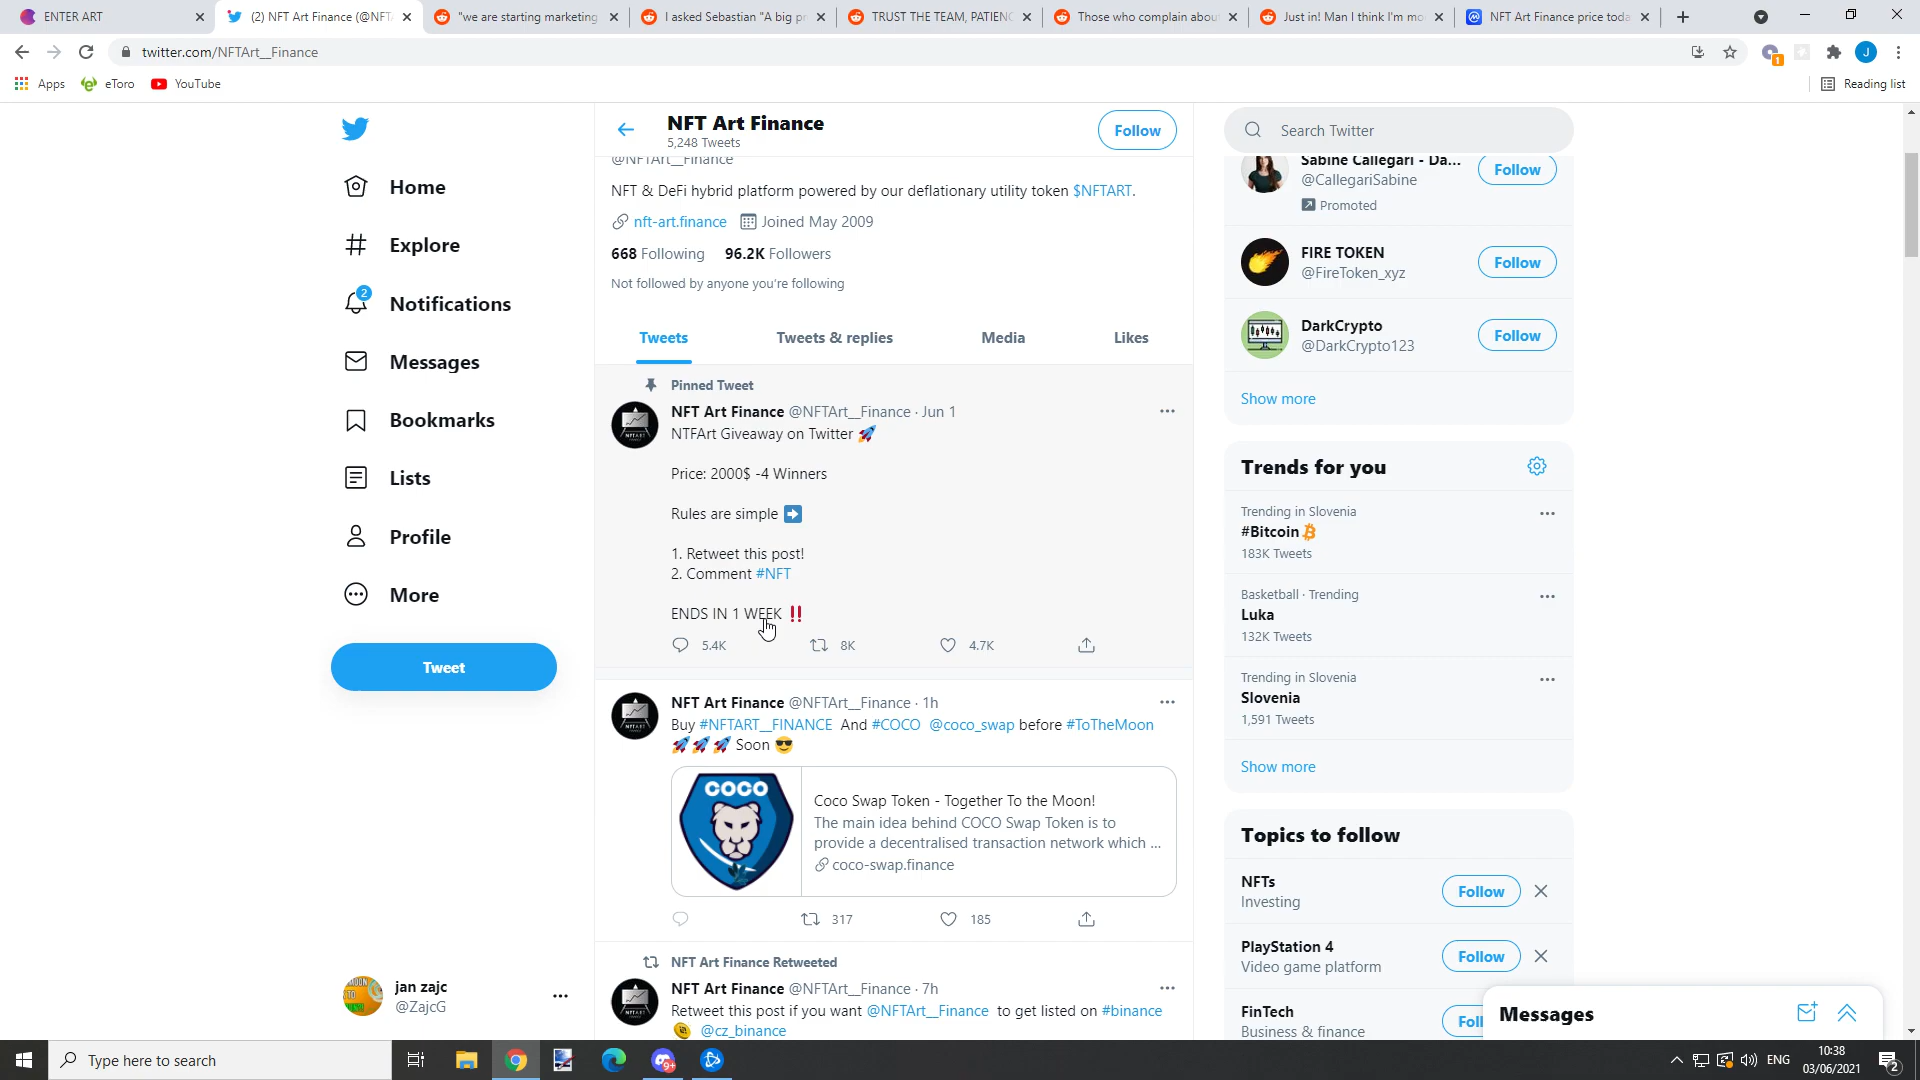 ENTER ART
(2) NFT Art Finance (@NFT
"we are starting marketing
I asked Sebastian "A big pr
TRUST THE TEAM, PATIENC
Those who complain about
Just in! Man I think I'm mo
NFT Art Finance price toda
twitter.com/NFTArt__Finance
1
J
Apps
eToro
YouTube
Reading list
Home
Explore
2
Notifications
Messages
Bookmarks
Lists
Profile
More
Tweet
jan zajc
@ZajcG
NFT Art Finance
5,248 Tweets
Follow
@NFTArt__Finance
NFT & DeFi hybrid platform powered by our deflationary utility token $NFTART.
nft-art.finance
Joined May 2009
668 Following 96.2K Followers
Not followed by anyone you're following
Tweets
Tweets & replies
Media
Likes
Pinned Tweet
NFT Art Finance @NFTArt__Finance · Jun 1
NTFArt Giveaway on Twitter 🚀
Price: 2000$ -4 Winners
Rules are simple ➡️
1. Retweet this post!
2. Comment #NFT
ENDS IN 1 WEEK ‼️
5.4K
8K
4.7K
NFT Art Finance @NFTArt__Finance · 1h
Buy #NFTART__FINANCE And #COCO @coco_swap before #ToTheMoon
🚀🚀🚀 Soon 😎
COCO
Coco Swap Token - Together To the Moon!
The main idea behind COCO Swap Token is to
provide a decentralised transaction network which ...
coco-swap.finance
317
185
NFT Art Finance Retweeted
NFT Art Finance @NFTArt__Finance · 7h
Retweet this post if you want @NFTArt__Finance to get listed on #binance
@cz_binance
Search Twitter
Sabine Callegari - Da...
@CallegariSabine
Follow
Promoted
FIRE TOKEN
@FireToken_xyz
Follow
DarkCrypto
@DarkCrypto123
Follow
Show more
Trends for you
Trending in Slovenia
#Bitcoin
183K Tweets
Basketball · Trending
Luka
132K Tweets
Trending in Slovenia
Slovenia
1,591 Tweets
Show more
Topics to follow
NFTs
Investing
Follow
PlayStation 4
Video game platform
Follow
FinTech
Business & finance
Foll
Messages
Type here to search
9+
ENG
10:38
03/06/2021
2